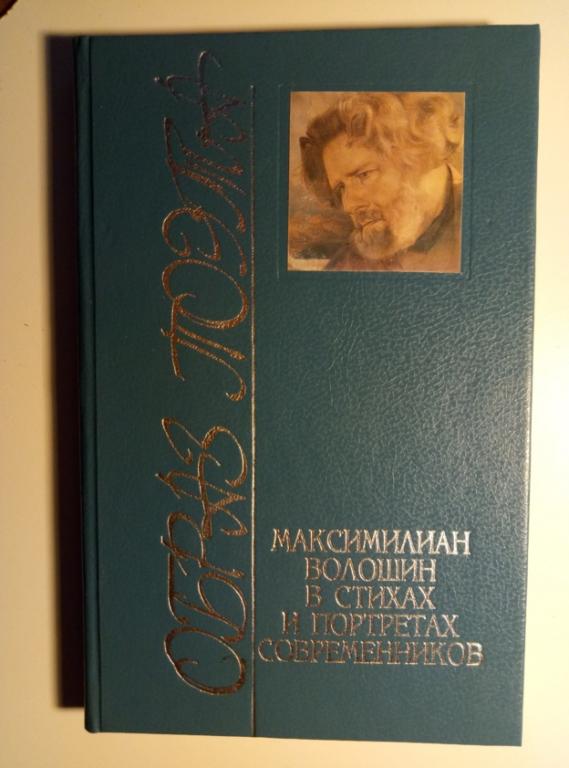 ОБРАЗ ПОЭТА
МАКСИМИЛИАН
ВОЛОШИН
В СТИХАХ
И ПОРТРЕТАХ
СОВРЕМЕННИКОВ